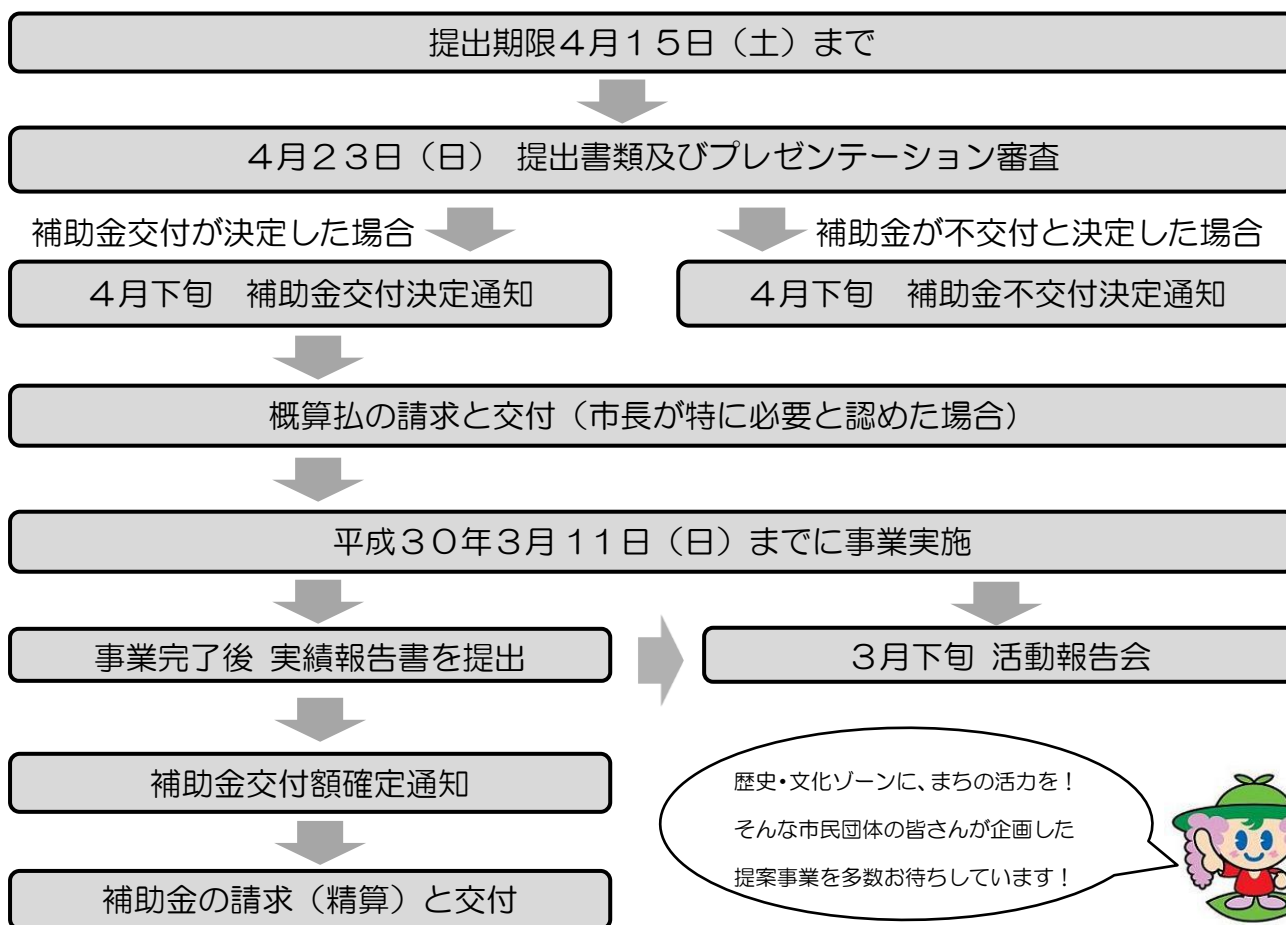 提出期限４月１５日（土）まで
４月２３日（日）　提出書類及びプレゼンテーション審査
補助金交付が決定した場合
補助金が不交付と決定した場合
４月下旬　補助金交付決定通知
４月下旬　補助金不交付決定通知
概算払の請求と交付（市長が特に必要と認めた場合）
平成３０年３月１１日（日）までに事業実施
事業完了後 実績報告書を提出
３月下旬 活動報告会
補助金交付額確定通知
歴史・文化ゾーンに、まちの活力を！
そんな市民団体の皆さんが企画した
提案事業を多数お待ちしています！
補助金の請求（精算）と交付